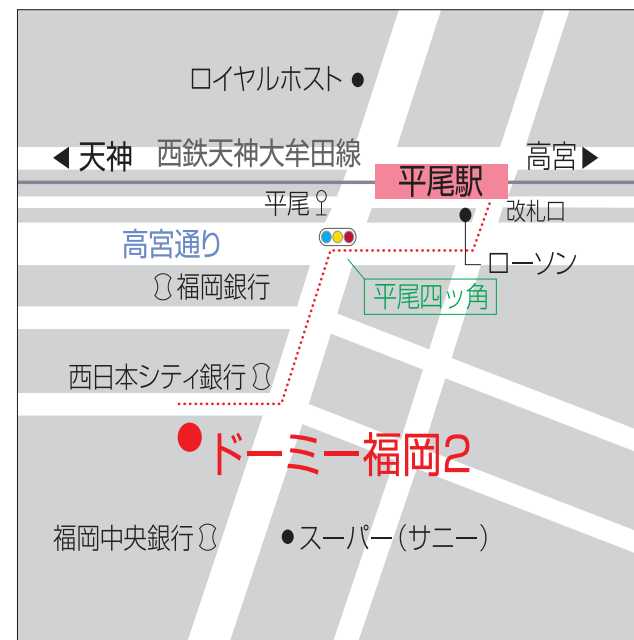 ロイヤルホスト
天神
西鉄天神大牟田線
高宮
平尾駅
平尾
改札口
高宮通り
ローソン
福岡銀行
平尾四ッ角
西日本シティ銀行
ドーミー福岡2
福岡中央銀行
スーパー(サニー)